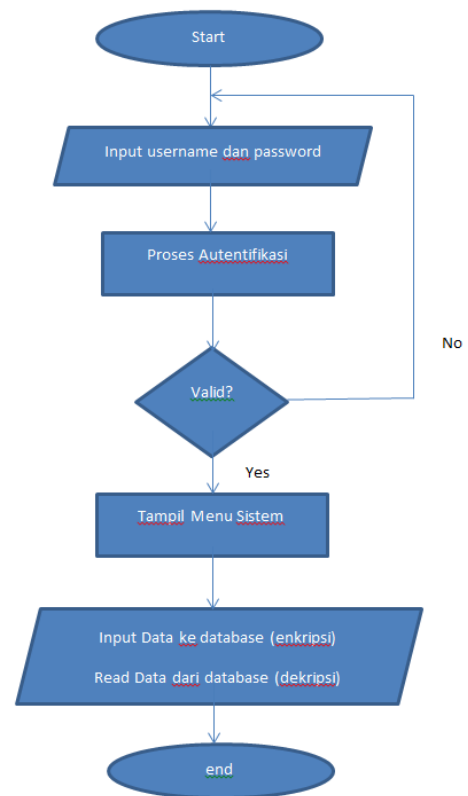 Start
Input username dan password
Proses Autentifikasi
No
Valid?
Yes
Tampil Menu Sistem
Input Data ke database (enkripsi)
Read Data dari database (dekripsi)
end